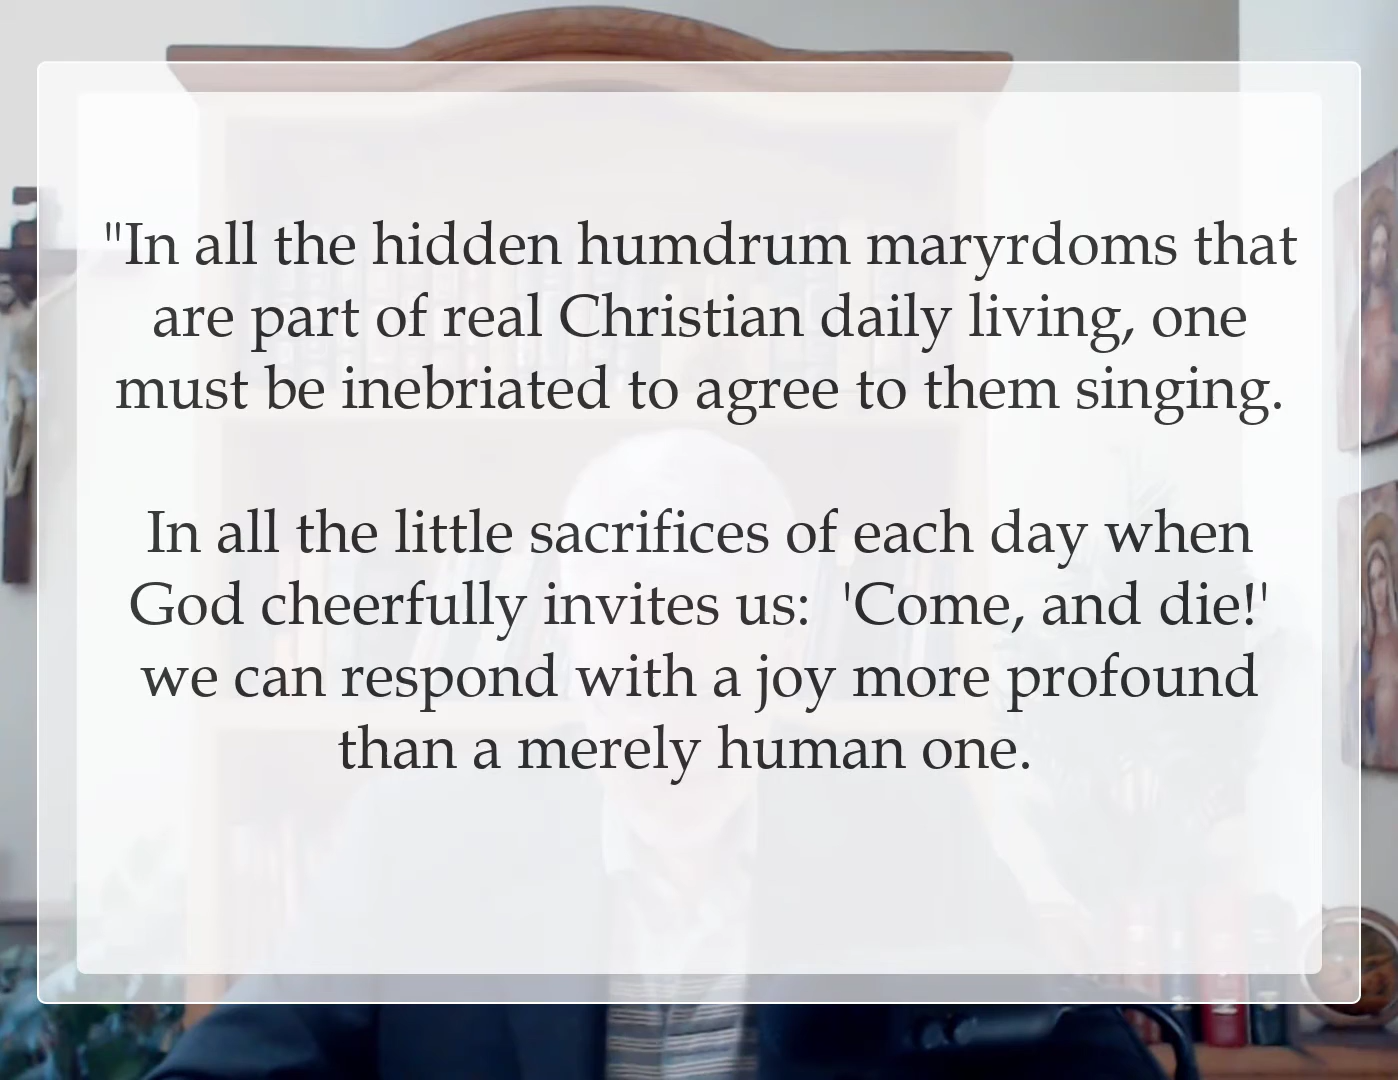 "In all the hidden humdrum maryrdoms that
are part of real Christian daily living, one
must be inebriated to agree to them singing.
In all the little sacrifices of each day when
God cheerfully invites us:  'Come, and die!'
we can respond with a joy more profound
than a merely human one.